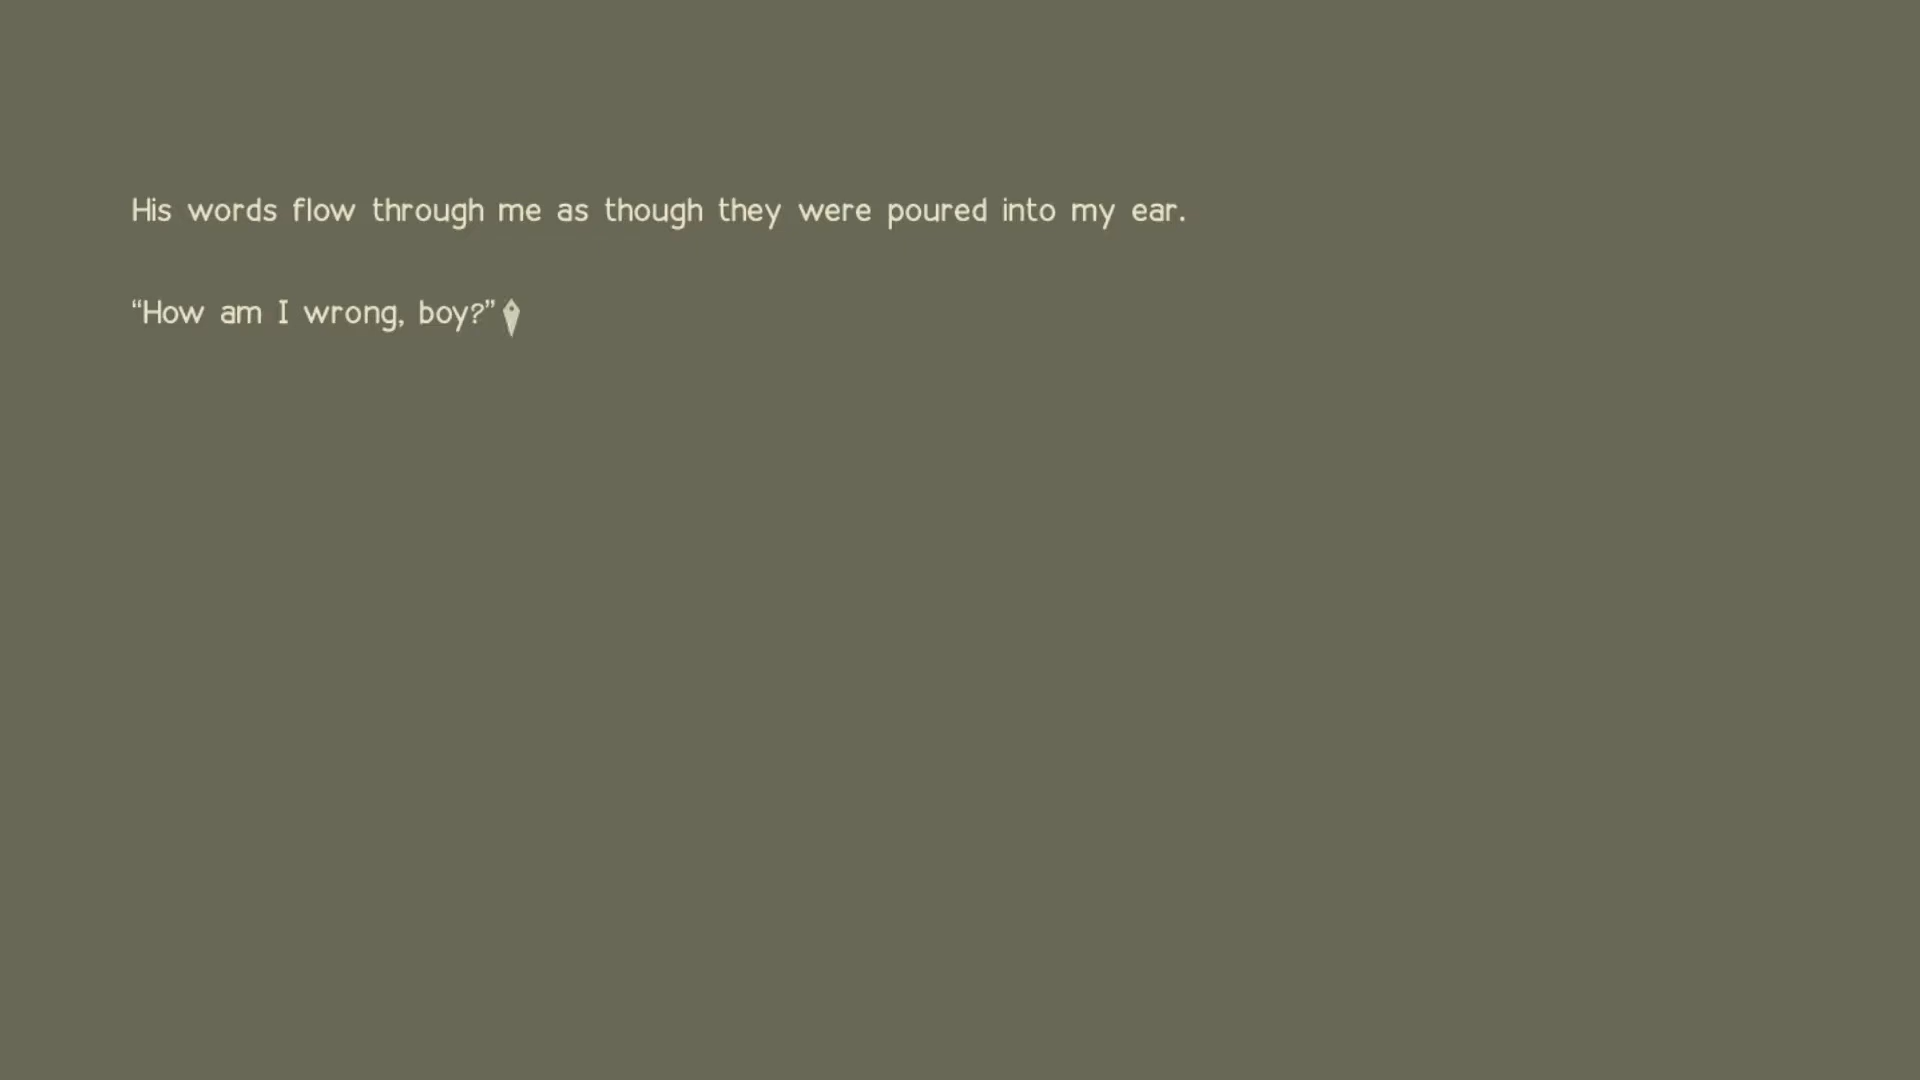 His words flow through me as though they were poured into my ear.
“How am I wrong, boy?”